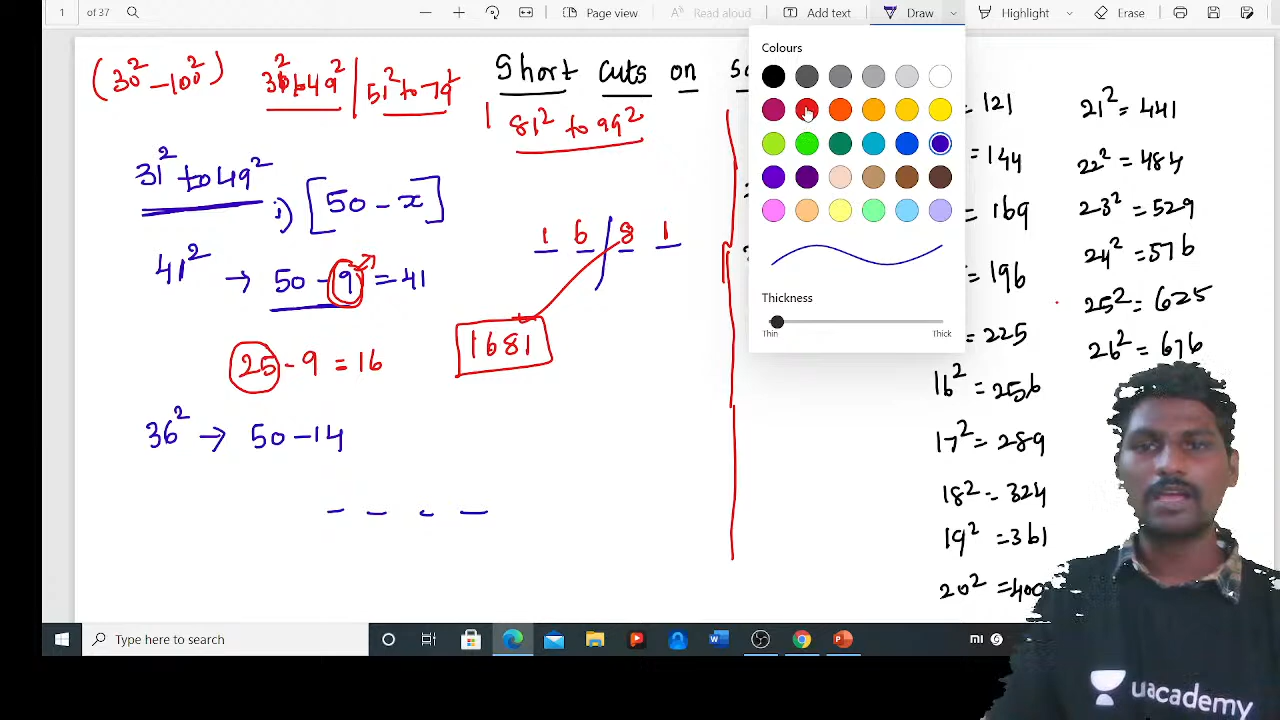 1 of 37 Page view Read aloud Add text Draw Highlight Erase
(30² – 100²) 31² to 49² | 51² to 79² | 81² to 99²
Short cuts on
31² to 49² i) [50 – x]
41² → 50 – 9 = 41
1 6 / 8 1
25 – 9 = 16
1681
36² → 50 – 14
Colours
Thickness
Thin Thick
= 121
= 144
= 169
= 196
= 225
16² = 256
17² = 289
18² = 324
19² = 361
20² = 400
21² = 441
22² = 484
23² = 529
24² = 576
25² = 625
26² = 676
Type here to search
unacademy